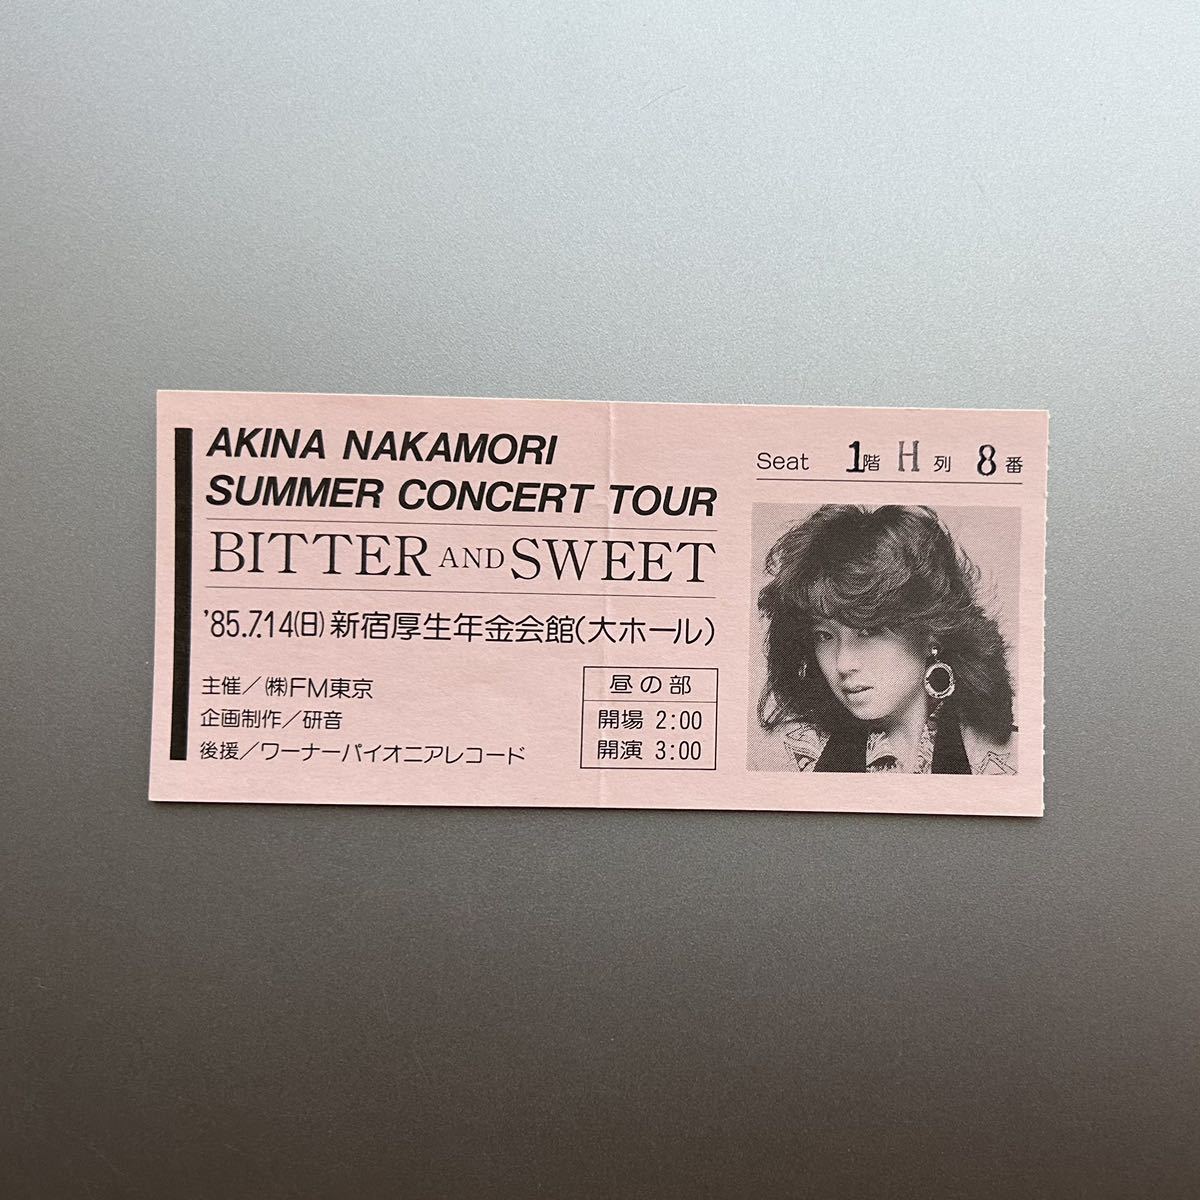 AKINA NAKAMORI
SUMMER CONCERT TOUR
BITTER AND SWEET
'85.7.14(日)新宿厚生年金会館(大ホール)
主催/(株)FM東京
企画制作/研音
後援/ワーナーパイオニアレコード
昼の部
開場 2:00
開演 3:00
Seat 1階 H列 8番